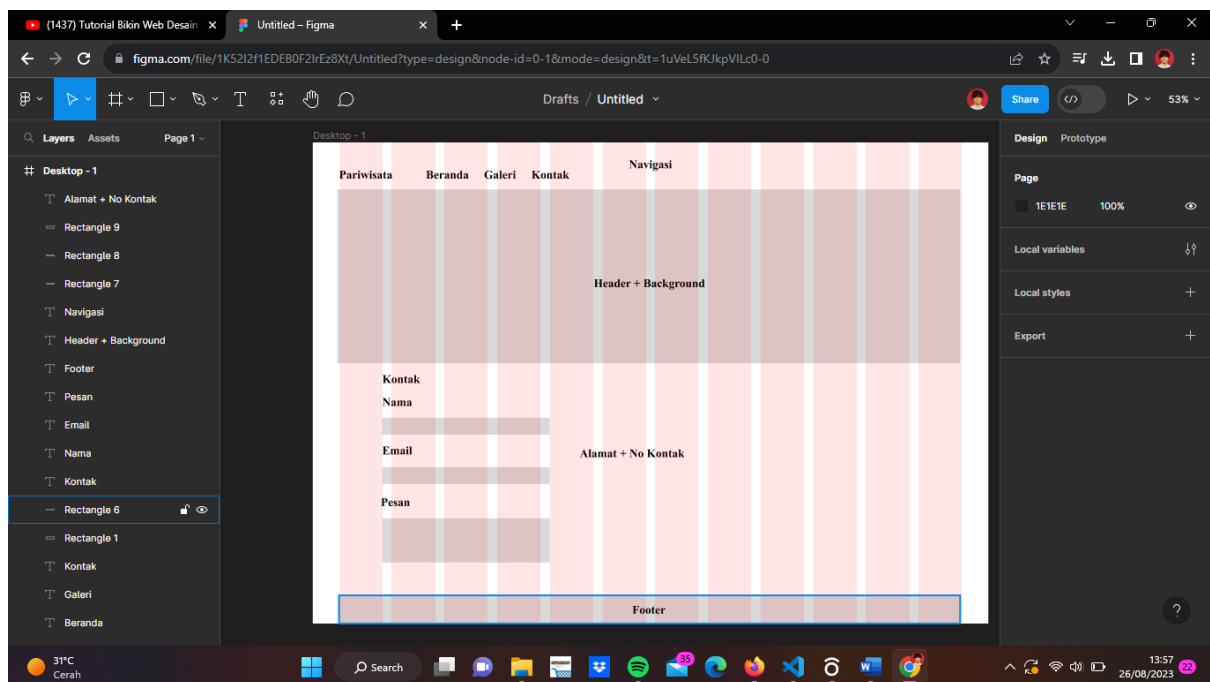 (1437) Tutorial Bikin Web Desain
Untitled – Figma
figma.com/file/1K52I2f1EDEB0F2IrEz8Xt/Untitled?type=design&node-id=0-1&mode=design&t=1uVeL5fKJkpVILc0-0
Drafts / Untitled
Share
53%
Layers Assets Page 1
Desktop - 1
Alamat + No Kontak
Rectangle 9
Rectangle 8
Rectangle 7
Navigasi
Header + Background
Footer
Pesan
Email
Nama
Kontak
Rectangle 6
Rectangle 1
Kontak
Galeri
Beranda
Desktop - 1
Navigasi
Pariwisata Beranda Galeri Kontak
Header + Background
Kontak
Nama
Email
Alamat + No Kontak
Pesan
Footer
Design Prototype
Page
1E1E1E 100%
Local variables
Local styles
Export
?
31°C
Cerah
Search
35
13:57
26/08/2023
22